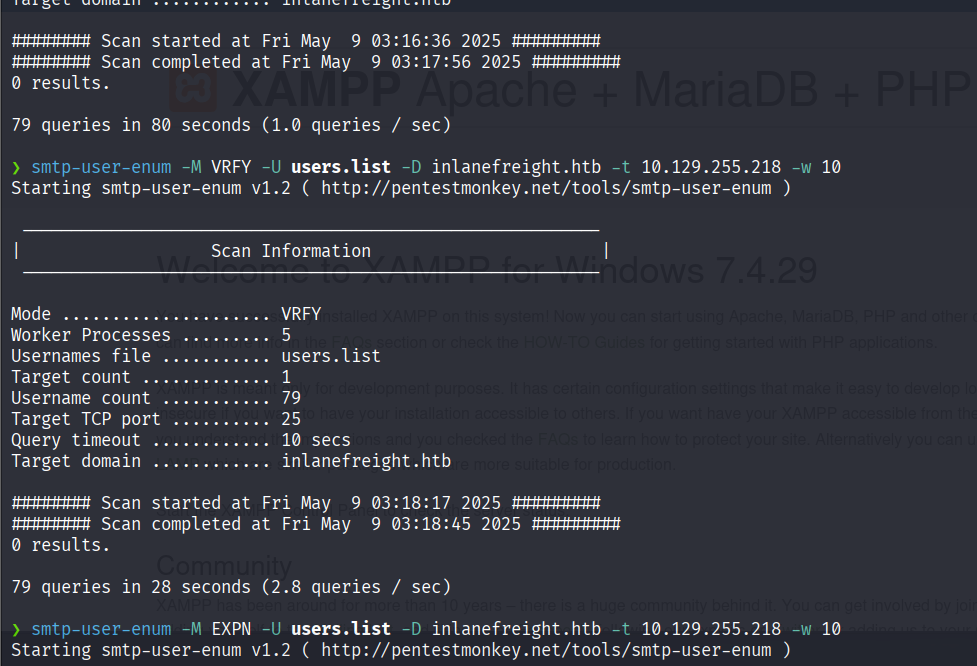 Target domain ............ inlanefreight.htb
######## Scan started at Fri May  9 03:16:36 2025 #########
######## Scan completed at Fri May  9 03:17:56 2025 #########
0 results.
XAMPP Apache + MariaDB + PHP
79 queries in 80 seconds (1.0 queries / sec)
❯ smtp-user-enum -M VRFY -U users.list -D inlanefreight.htb -t 10.129.255.218 -w 10
Starting smtp-user-enum v1.2 ( http://pentestmonkey.net/tools/smtp-user-enum )
|                   Scan Information                       |
Welcome to XAMPP for Windows 7.4.29
Mode ..................... VRFY
installed XAMPP on this system! Now you can start using Apache, MariaDB, PHP and other
Worker Processes ......... 5
section or check the HOW-TO Guides for getting started with PHP applications.
Usernames file ........... users.list
Target count ............. 1
for development purposes. It has certain configuration settings that make it easy to develop
Username count ........... 79
to have your installation accessible to others. If you want have your XAMPP accessible from the
Target TCP port .......... 25
Query timeout ............ 10 secs
and you checked the FAQs to learn how to protect your site. Alternatively you can
Target domain ............ inlanefreight.htb
more suitable for production
######## Scan started at Fri May  9 03:18:17 2025 #########
######## Scan completed at Fri May  9 03:18:45 2025 #########
0 results.
Community
79 queries in 28 seconds (2.8 queries / sec)
XAMPP has been around for more than 10 years – there is a huge community behind it. You can get involved by
❯ smtp-user-enum -M EXPN -U users.list -D inlanefreight.htb -t 10.129.255.218 -w 10
Starting smtp-user-enum v1.2 ( http://pentestmonkey.net/tools/smtp-user-enum )